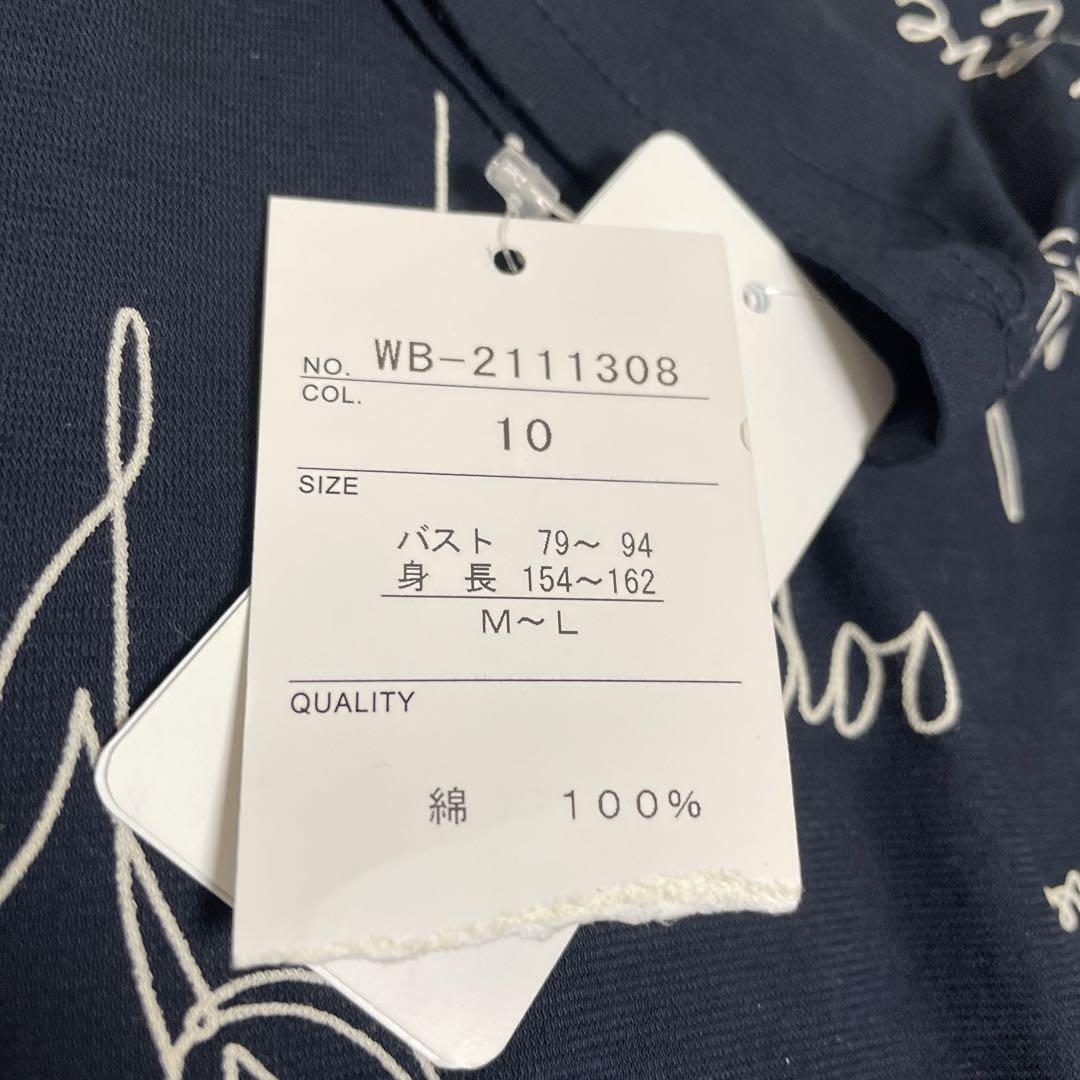 NO. WB-2111308
COL.
10
SIZE
バスト 79～ 94
身 長 154～162
M～L
QUALITY
綿 100%